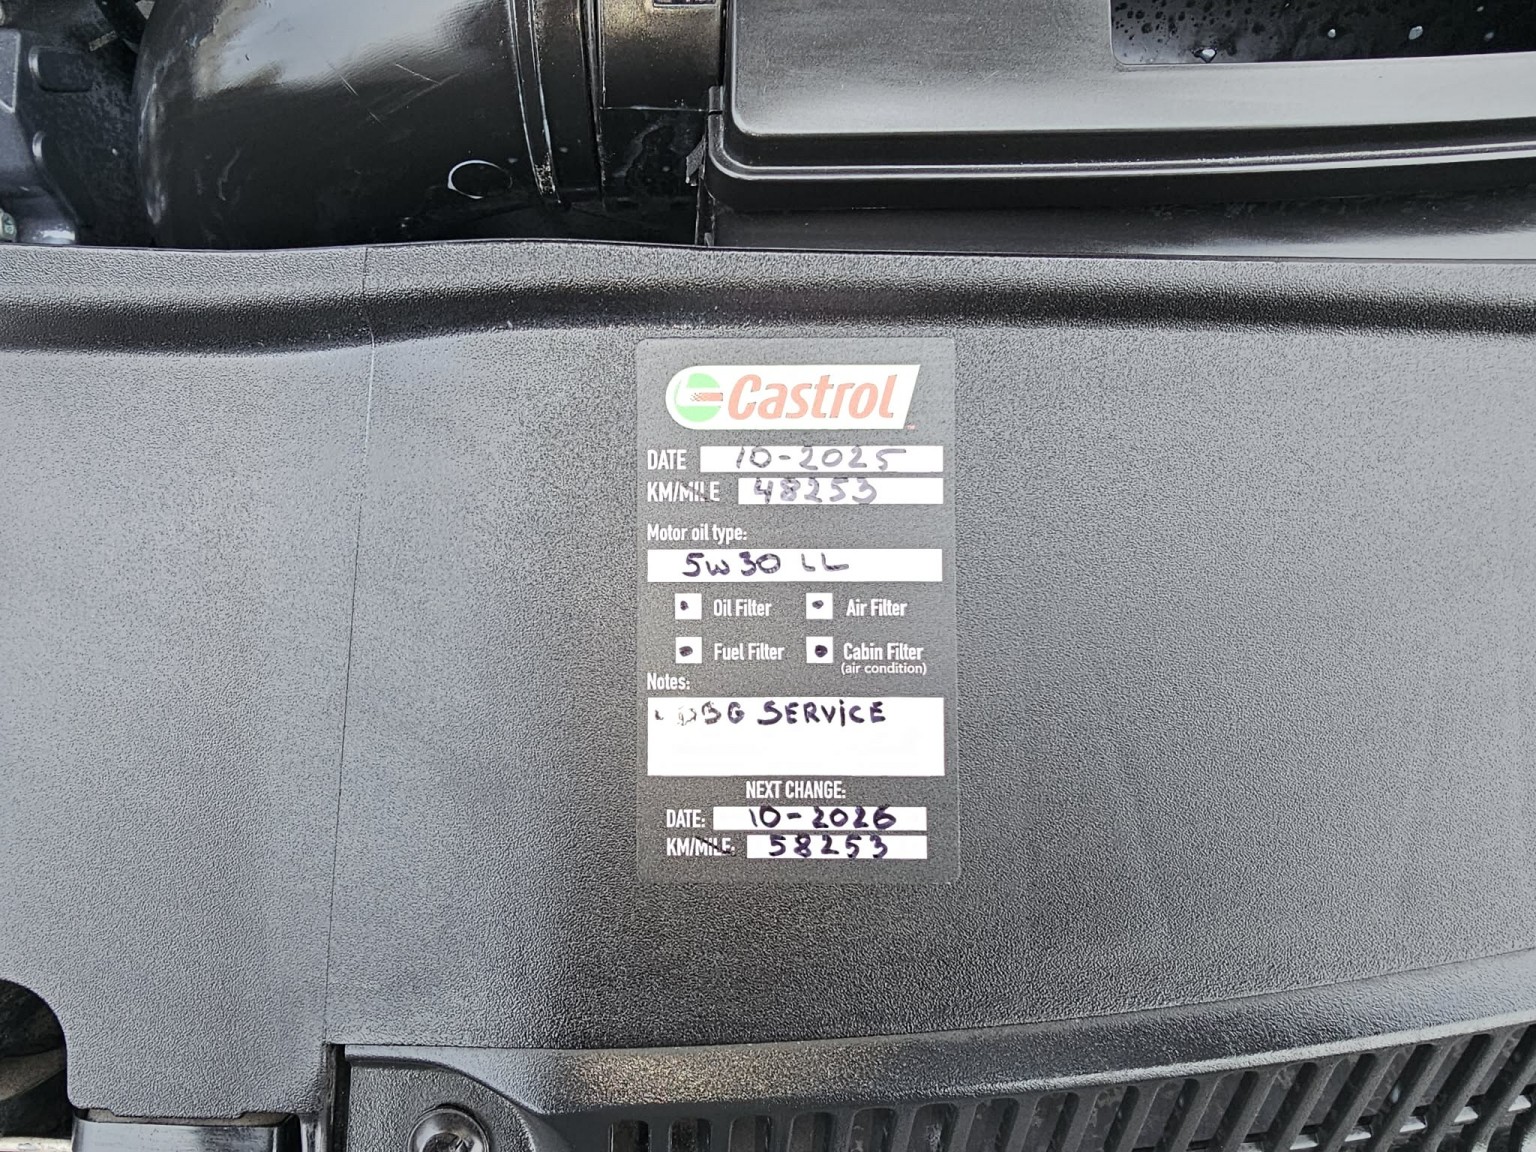 Castrol
DATE 10-2025
KM/MILE 48253
Motor oil type:
5W30 LL
Oil Filter Air Filter
Fuel Filter Cabin Filter
(air condition)
Notes:
SERVICE
NEXT CHANGE:
DATE: 10-2026
KM/MILE: 58253